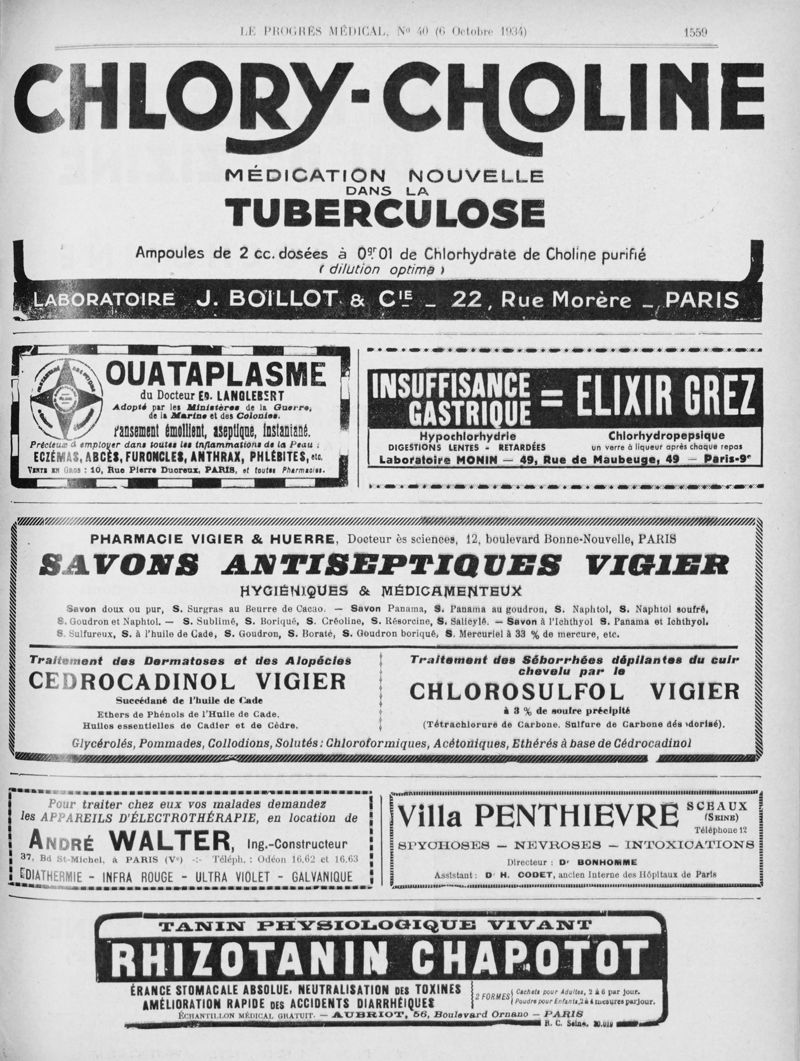 LE PROGRÈS MÉDICAL, No 40 (6 Octobre 1934) 1559
CHLORY-CHOLINE
MÉDICATION NOUVELLE
DANS LA
TUBERCULOSE
Ampoules de 2 cc. dosées à 0gr.01 de Chlorhydrate de Choline purifié
(dilution optima)
LABORATOIRE J. BOILLOT & CIE _ 22, Rue Morère _ PARIS
OUATAPLASME
du Docteur ED. LANGLEBERT
Adopté par les Ministères de la Guerre,
de la Marine et des Colonies.
Pansement émollient, aseptique, instantané.
Précieux à employer dans toutes les inflammations de la Peau :
ECZÉMAS, ABCÈS, FURONCLES, ANTHRAX, PHLÉBITES, etc.
VENTE EN GROS : 10, Rue Pierre Ducreux, PARIS, et toutes Pharmacies.
INSUFFISANCE
GASTRIQUE = ELIXIR GREZ
Hypochlorhydrie Chlorhydropepsique
DIGESTIONS LENTES - RETARDÉES un verre à liqueur après chaque repas
Laboratoire MONIN — 49, Rue de Maubeuge, 49 — Paris-9e
PHARMACIE VIGIER & HUERRE, Docteur ès sciences, 12, boulevard Bonne-Nouvelle, PARIS
SAVONS ANTISEPTIQUES VIGIER
HYGIÉNIQUES & MÉDICAMENTEUX
Savon doux ou pur, S. Surgras au Beurre de Cacao. — Savon Panama, S. Panama au goudron, S. Naphtol, S. Naphtol soufré,
S. Goudron et Naphtol. — S. Sublimé, S. Boriqué, S. Créoline, S. Résorcine, S. Salicylé. — Savon à l'Ichthyol S. Panama et Ichthyol.
S. Sulfureux, S. à l'huile de Cade, S. Goudron, S. Boraté, S. Goudron boriqué, S. Mercuriel à 33 % de mercure, etc.
Traitement des Dermatoses et des Alopécies
CEDROCADINOL VIGIER
Succédané de l'huile de Cade
Ethers de Phénols de l'Huile de Cade.
Huiles essentielles de Cadier et de Cèdre.
Traitement des Séborrhées dépilantes du cuir
chevelu par le
CHLOROSULFOL VIGIER
à 3 % de soufre précipité
(Tétrachlorure de Carbone. Sulfure de Carbone désodorisé).
Glycérolés, Pommades, Collodions, Solutés: Chloroformiques, Acétoniques, Ethérés à base de Cédrocadinol
Pour traiter chez eux vos malades demandez
les APPAREILS D'ÉLECTROTHÉRAPIE, en location de
ANDRÉ WALTER, Ing.-Constructeur
37, Bd St-Michel, à PARIS (Ve) -:- Téléph. : Odéon 16.62 et 16.63
DIATHERMIE - INFRA ROUGE - ULTRA VIOLET - GALVANIQUE
Villa PENTHIEVRE SCEAUX
(SEINE)
Téléphone 12
SPYCHOSES — NEVROSES — INTOXICATIONS
Directeur : Dr BONHOMME
Assistant : Dr H. CODET, ancien Interne des Hôpitaux de Paris
TANIN PHYSIOLOGIQUE VIVANT
RHIZOTANIN CHAPOTOT
ÉRANCE STOMACALE ABSOLUE, NEUTRALISATION DES TOXINES
AMÉLIORATION RAPIDE DES ACCIDENTS DIARRHÉIQUES
2 FORMES Cachets pour Adultes, 2 à 6 par jour.
Poudre pour Enfants, 2 à 4 mesures par jour.
ÉCHANTILLON MÉDICAL GRATUIT. — AUBRIOT, 56, Boulevard Ornano — PARIS
R. C. Seine.